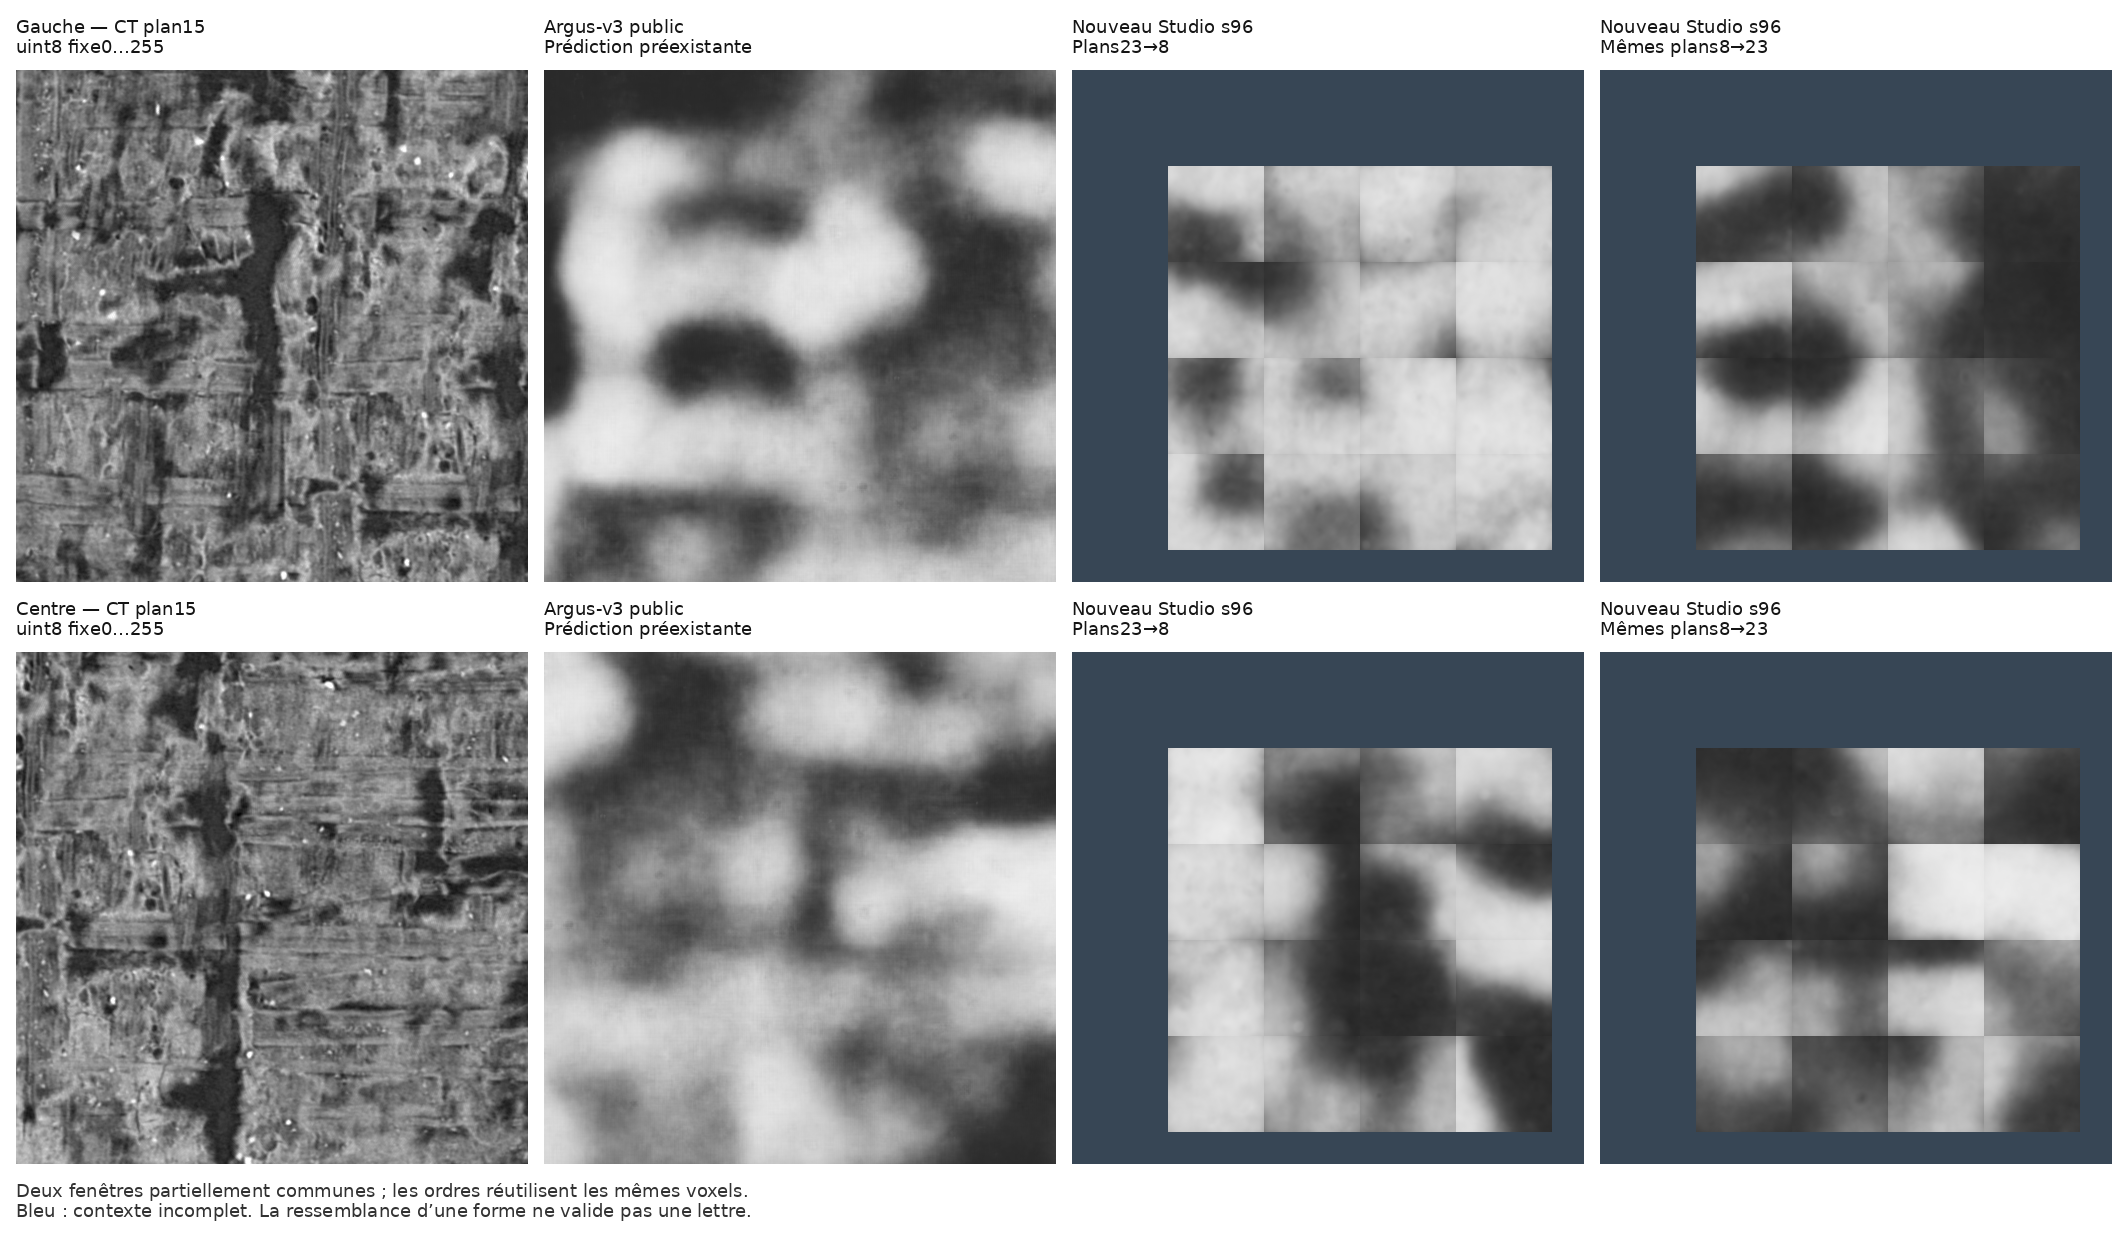 Gauche — CT plan15
uint8 fixe0...255
Argus-v3 public
Prédiction préexistante
Nouveau Studio s96
Plans23→8
Nouveau Studio s96
Mêmes plans8→23
Centre — CT plan15
uint8 fixe0...255
Argus-v3 public
Prédiction préexistante
Nouveau Studio s96
Plans23→8
Nouveau Studio s96
Mêmes plans8→23
Deux fenêtres partiellement communes ; les ordres réutilisent les mêmes voxels.
Bleu : contexte incomplet. La ressemblance d’une forme ne valide pas une lettre.